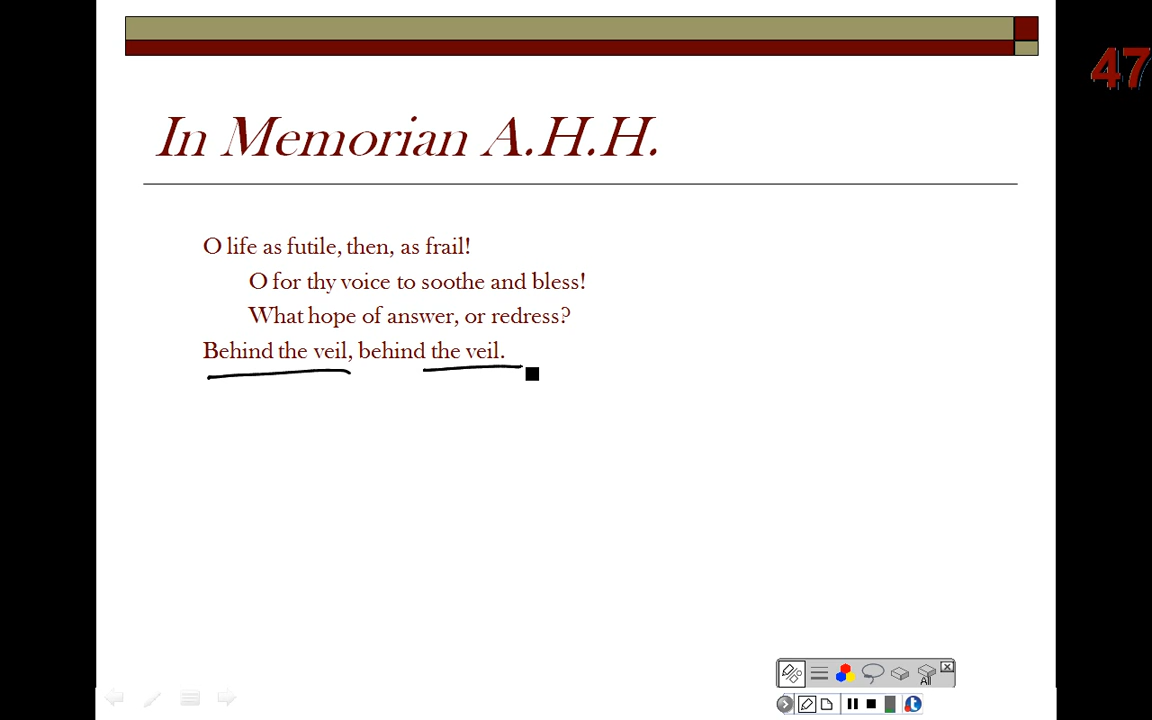 47
In Memorian A.H.H.
O life as futile, then, as frail!
O for thy voice to soothe and bless!
What hope of answer, or redress?
Behind the veil, behind the veil.
All